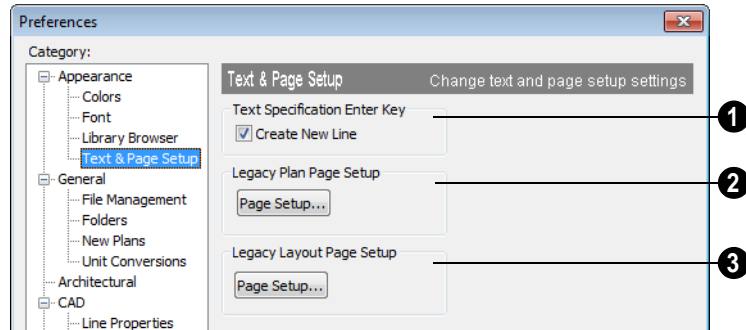 Preferences
Category:
Appearance
Colors
Font
Library Browser
Text & Page Setup
General
File Management
Folders
New Plans
Unit Conversions
Architectural
CAD
Line Properties
Text & Page Setup Change text and page setup settings
Text Specification Enter Key
Create New Line
1
Legacy Plan Page Setup
Page Setup...
2
Legacy Layout Page Setup
Page Setup...
3